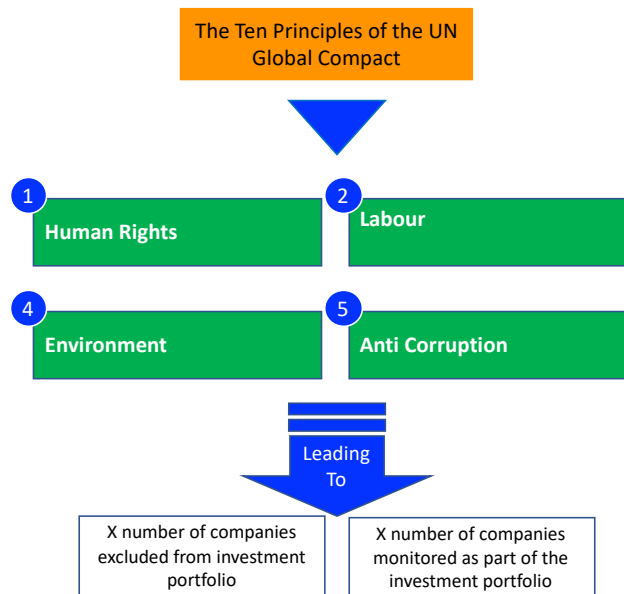 The Ten Principles of the UN
Global Compact
1
2
Human Rights
Labour
4
5
Environment
Anti Corruption
Leading
To
X number of companies
excluded from investment
portfolio
X number of companies
monitored as part of the
investment portfolio